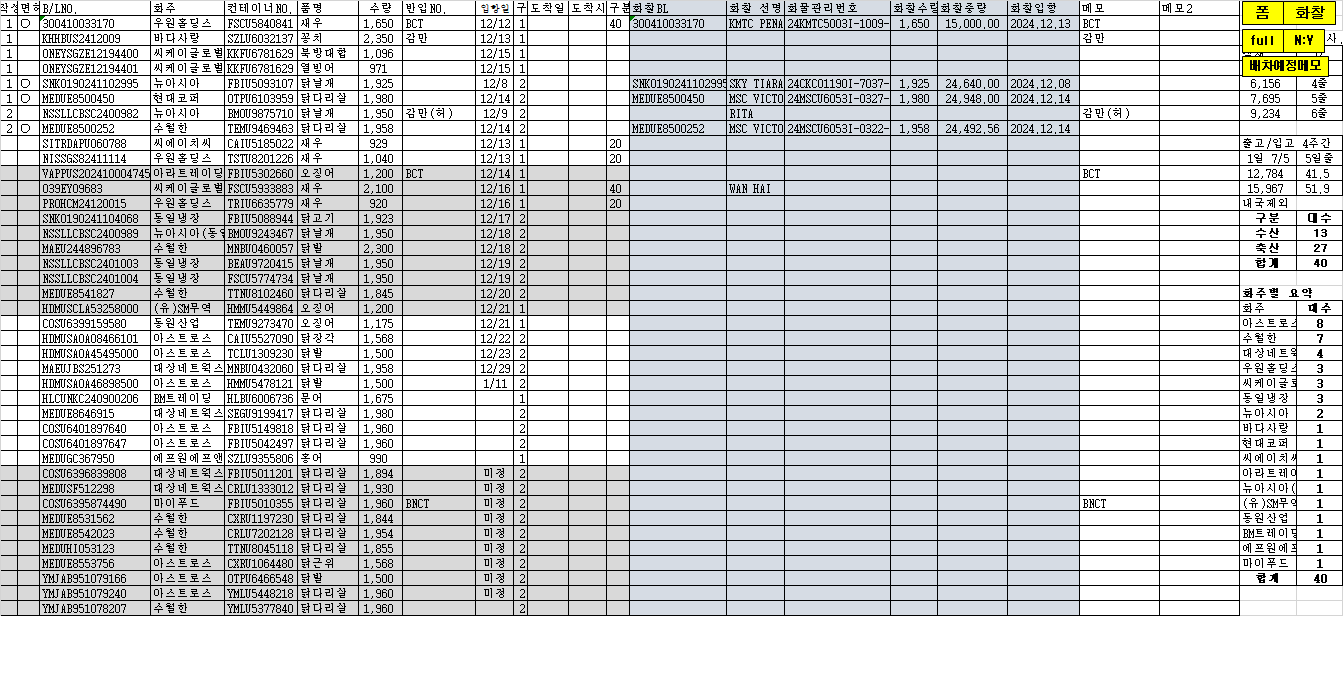 작성 면허 B/LNO. 화주 컨테이너NO. 품명 수량 반입NO. 입항일 구 도착일 도착시 구분 화찰BL 화찰 선명 화물관리번호 화찰수량 화찰중량 화찰입항 메모 메모2 폼 화찰
1 ○ 300410033170 우원홀딩스 FSCU5840841 새우 1,650 BCT 12/12 1 40 300410033170 KMTC PENA 24KMTC5003I-1009- 1,650 15,000.00 2024.12.13 BCT
1 KHHBUS2412009 바다사랑 SZLU6032137 꽁치 2,350 감만 12/13 1 감만 full N:Y
1 ONEYSGZE12194400 씨케이글로벌 KKFU6781629 북방대합 1,096 12/15 1
1 ONEYSGZE12194401 씨케이글로벌 KKFU6781629 열빙어 971 12/15 1 배차예정메모
1 ○ SNKO190241102995 뉴아시아 FBIU5093107 닭날개 1,925 12/8 2 SNKO190241102995 SKY TIARA 24CKCO1190I-7037- 1,925 24,640.00 2024.12.08 6,156 4줄
1 ○ MEDUE8500450 현대코퍼 OTPU6103959 닭다리살 1,980 12/14 2 MEDUE8500450 MSC VICTO 24MSCU6053I-0327- 1,980 24,948.00 2024.12.14 7,695 5줄
2 NSSLLCBSC2400982 뉴아시아 BMOU9875710 닭날개 1,950 감만(허) 12/9 2 RITA 감만(허) 9,234 6줄
2 ○ MEDUE8500252 수월한 TEMU9469463 닭다리살 1,958 12/14 2 MEDUE8500252 MSC VICTO 24MSCU6053I-0322- 1,958 24,492.56 2024.12.14
SITRDAPU060788 씨에이치씨 CAIU5185022 새우 929 12/13 1 20 출고/입고 4주간
NISSGS82411114 우원홀딩스 TSTU8201226 새우 1,040 12/13 1 20 1일 7/5 5일줄
VAPPUS202410004745 아라트레이딩 FBIU5302660 오징어 1,200 BCT 12/14 1 BCT 12,784 41.5
039EY09683 씨케이글로벌 FSCU5933883 새우 2,100 12/16 1 40 WAN HAI 15,967 51.9
PROHCM24120015 우원홀딩스 TRIU6635779 새우 920 12/16 1 20 내국제외
SNKO190241104068 동일냉장 FBIU5088944 닭고기 1,923 12/17 2 구분 대수
NSSLLCBSC2400989 뉴아시아(동일 BMOU9243467 닭날개 1,950 12/18 2 수산 13
MAEU244896783 수월한 MNBU0460057 닭발 2,300 12/18 2 축산 27
NSSLLCBSC2401003 동일냉장 BEAU9720415 닭날개 1,950 12/19 2 합계 40
NSSLLCBSC2401004 동일냉장 FSCU5774734 닭날개 1,950 12/19 2
MEDUE8541827 수월한 TTNU8102460 닭다리살 1,845 12/20 2 화주별 요약
HDMUSCLA53258000 (유)SM무역 HMMU5449864 오징어 1,200 12/21 1 화주 대수
COSU6399159580 동원산업 TEMU9273470 오징어 1,175 12/21 1 아스트로스 8
HDMUSAOA08466101 아스트로스 CAIU5527090 닭장각 1,568 12/22 2 수월한 7
HDMUSAOA45495000 아스트로스 TCLU1309230 닭발 1,500 12/23 2 대상네트웍 4
MAEUJBS251273 대상네트웍스 MNBU0432060 닭다리살 1,958 12/29 2 우원홀딩스 3
HDMUSAOA46898500 아스트로스 HMMU5478121 닭발 1,500 1/11 2 씨케이글로 3
HLCUNKC240900206 BM트레이딩 HLBU6006736 문어 1,675 1 동일냉장 3
MEDUE8646915 대상네트웍스 SEGU9199417 닭다리살 1,980 2 뉴아시아 2
COSU6401897640 아스트로스 FBIU5149818 닭다리살 1,960 2 바다사랑 1
COSU6401897647 아스트로스 FBIU5042497 닭다리살 1,960 2 현대코퍼 1
MEDUGC367950 에프원에프앤 SZLU9355806 홍어 990 1 씨에이치씨 1
COSU6396839808 대상네트웍스 FBIU5011201 닭다리살 1,894 미정 2 아라트레이 1
MEDUSF512298 대상네트웍스 CRLU1333012 닭다리살 1,930 미정 2 뉴아시아( 1
COSU6395874490 마이푸드 FBIU5010355 닭다리살 1,960 BNCT 미정 2 BNCT (유)SM무역 1
MEDUE8531562 수월한 CXRU1197230 닭다리살 1,844 미정 2 동원산업 1
MEDUE8542023 수월한 CRLU7202128 닭다리살 1,954 미정 2 BM트레이딩 1
MEDUHI053123 수월한 TTNU8045118 닭다리살 1,855 미정 2 에프원에프 1
MEDUE8553756 아스트로스 CXRU1064480 닭근위 1,568 미정 2 마이푸드 1
YMJAB951079166 아스트로스 OTPU6466548 닭발 1,500 미정 2 합계 40
YMJAB951079240 아스트로스 YMLU5448218 닭다리살 1,960 미정 2
YMJAB951078207 수월한 YMLU5377840 닭다리살 1,960 2